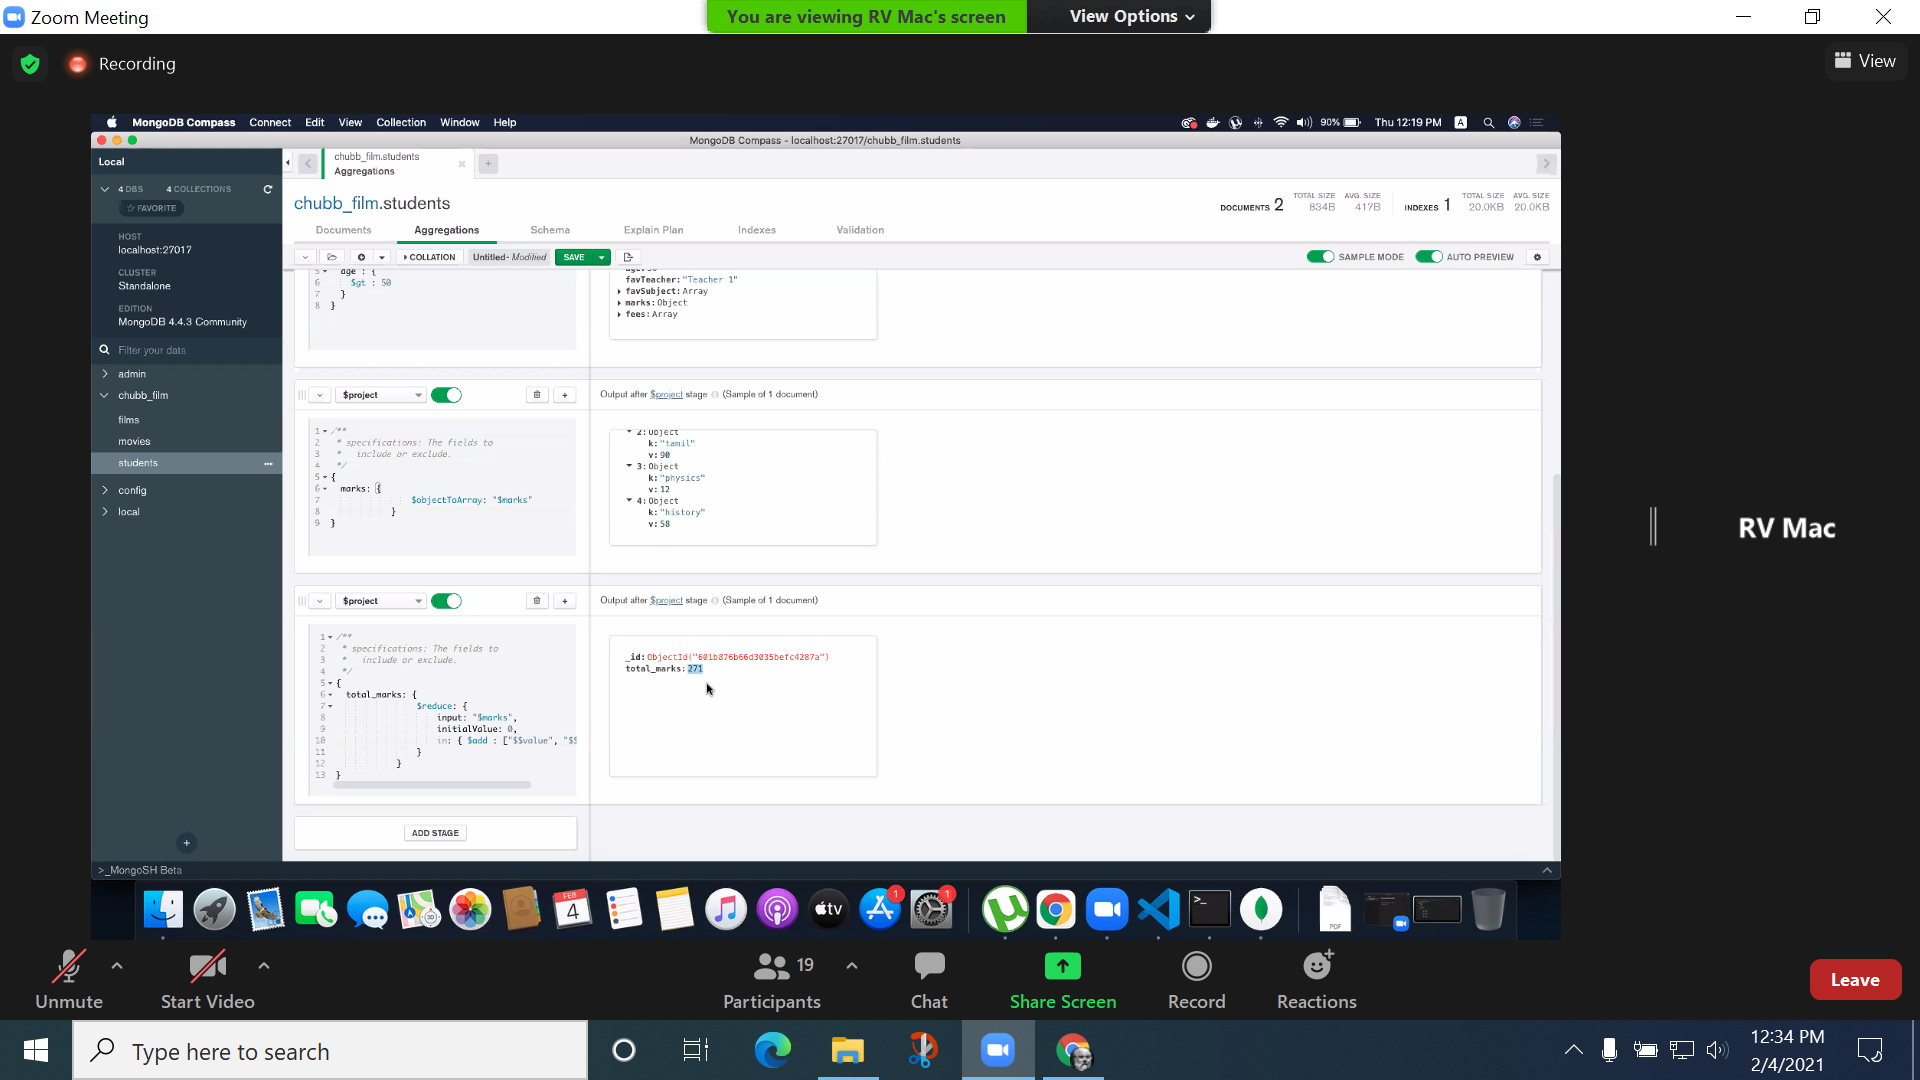 Zoom Meeting
You are viewing RV Mac's screen
View Options
Recording
View
MongoDB Compass Connect Edit View Collection Window Help
90%
Thu 12:19 PM
A
MongoDB Compass - localhost:27017/chubb_film.students
Local
4 DBS 4 COLLECTIONS
FAVORITE
HOST
localhost:27017
CLUSTER
Standalone
EDITION
MongoDB 4.4.3 Community
Filter your data
admin
chubb_film
films
movies
students
config
local
chubb_film.students
Aggregations
chubb_film.students
DOCUMENTS 2
TOTAL SIZE
834B
AVG. SIZE
417B
INDEXES 1
TOTAL SIZE
20.0KB
AVG. SIZE
20.0KB
Documents
Aggregations
Schema
Explain Plan
Indexes
Validation
COLLATION
Untitled- Modified
SAVE
SAMPLE MODE
AUTO PREVIEW
5 age : {
6 $gt : 50
7 }
8 }
favTeacher: "Teacher 1"
favSubject: Array
marks: Object
fees: Array
$project
Output after $project stage (Sample of 1 document)
1 /**
2 * specifications: The fields to
3 * include or exclude.
4 */
5 {
6 marks: {
7 $objectToArray: "$marks"
8 }
9 }
2: Object
k: "tamil"
v: 90
3: Object
k: "physics"
v: 12
4: Object
k: "history"
v: 58
$project
Output after $project stage (Sample of 1 document)
1 /**
2 * specifications: The fields to
3 * include or exclude.
4 */
5 {
6 total_marks: {
7 $reduce: {
8 input: "$marks",
9 initialValue: 0,
10 in: { $add : ["$$value", "$$
11 }
12 }
13 }
_id: ObjectId("601b876b66d3035befc4287a")
total_marks: 271
ADD STAGE
>_MongoSH Beta
RV Mac
FEB
4
3D
tv
1
1
PDF
Unmute
Start Video
19
Participants
Chat
Share Screen
Record
Reactions
Leave
Type here to search
12:34 PM
2/4/2021